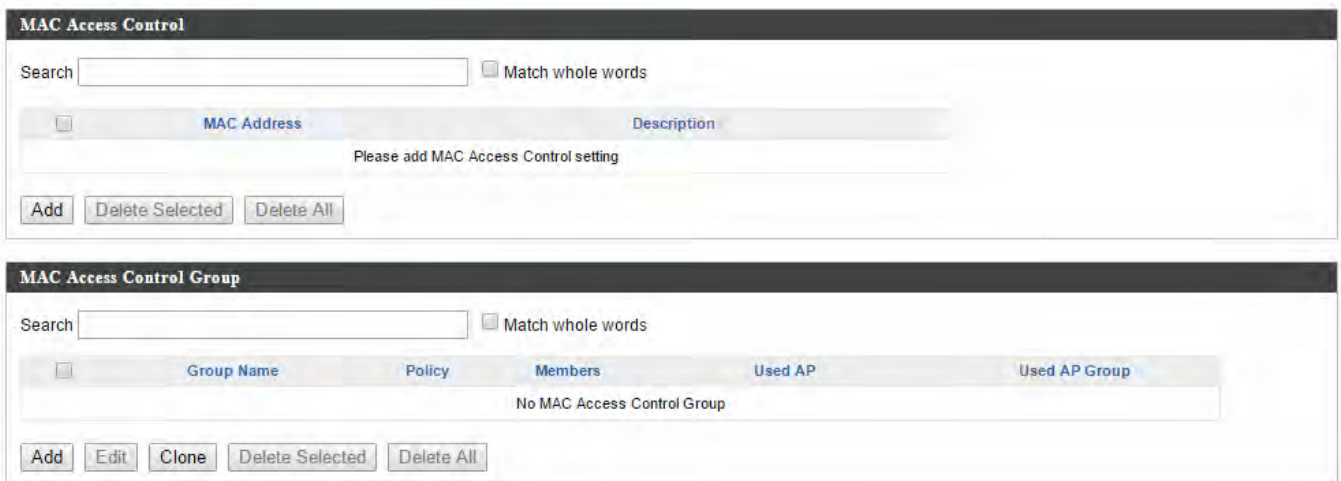 MAC Access Control
Search Match whole words
MAC Address Description
Please add MAC Access Control setting
Add Delete Selected Delete All
MAC Access Control Group
Search Match whole words
Group Name Policy Members Used AP Used AP Group
No MAC Access Control Group
Add Edit Clone Delete Selected Delete All